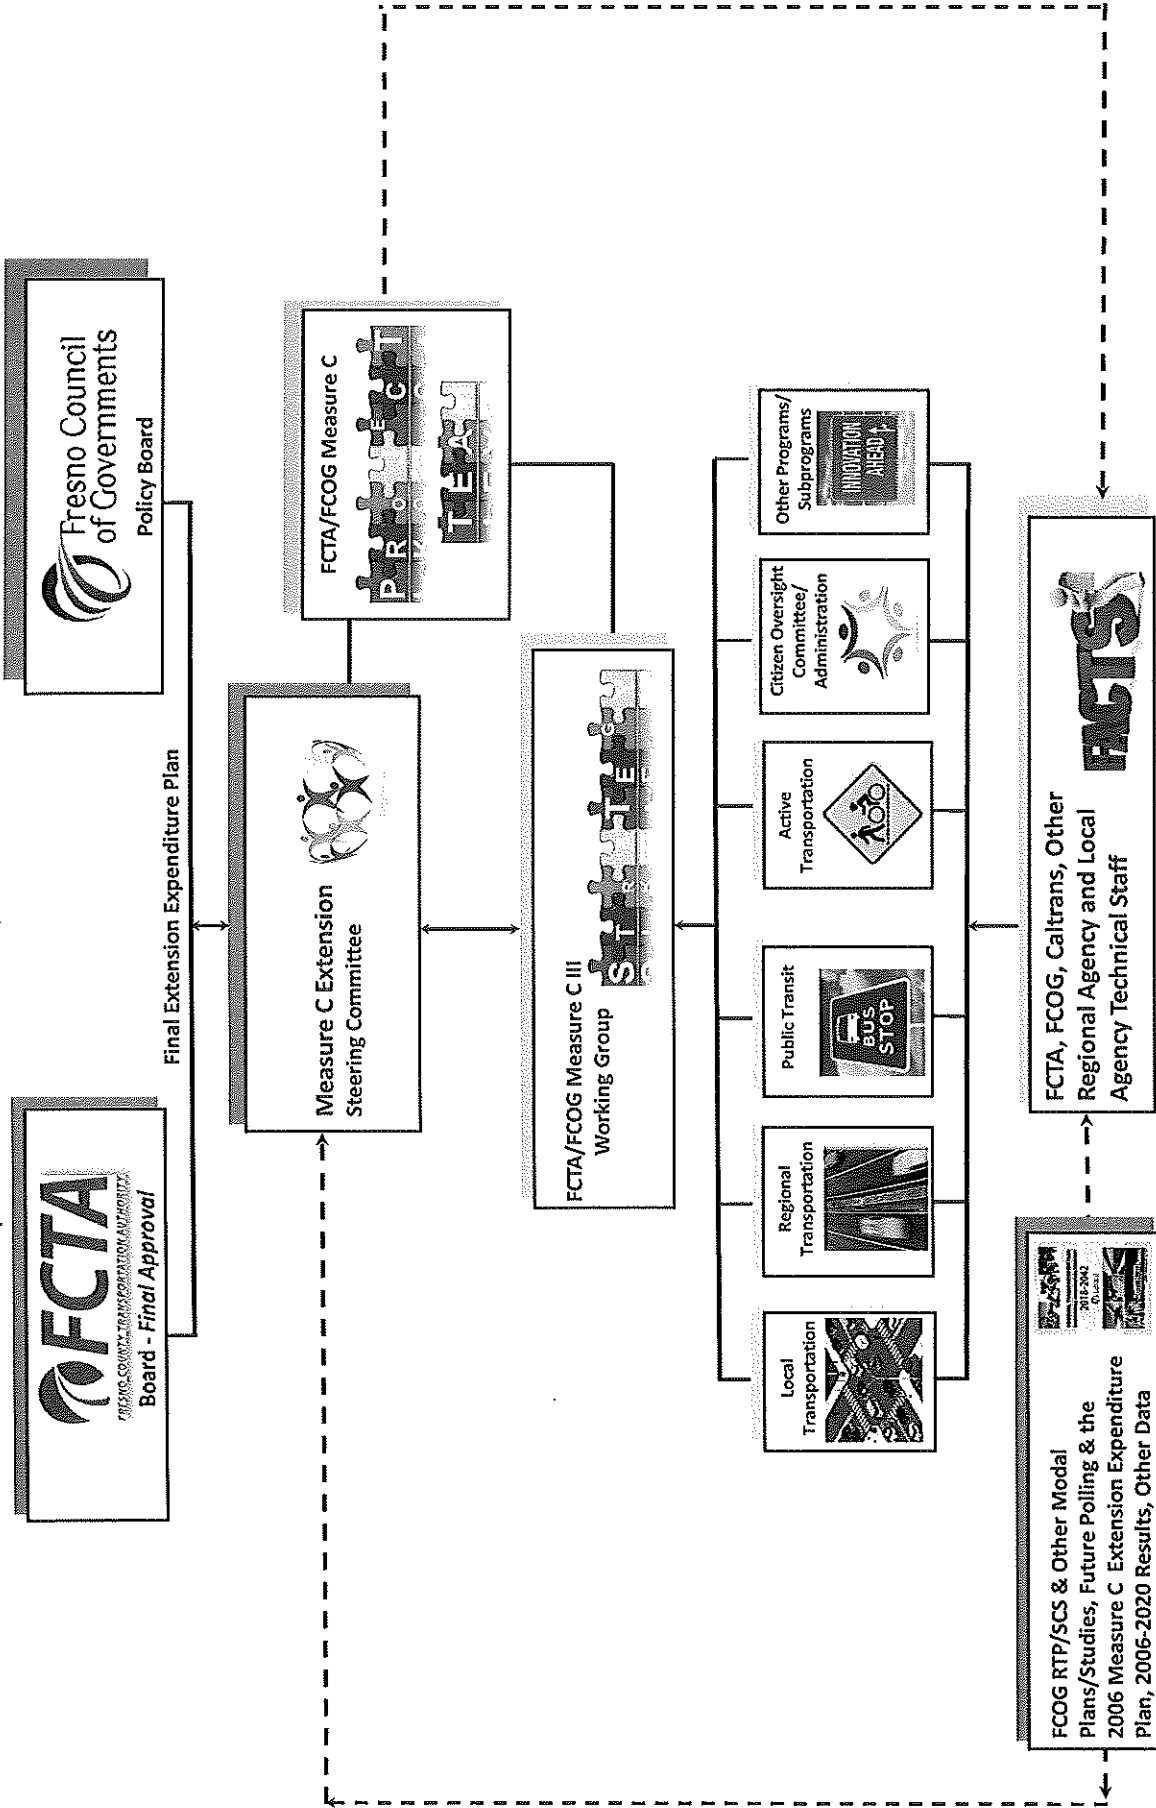 FCTA
FRESNO COUNTY TRANSPORTATION AUTHORITY
Board - Final Approval
Fresno Council
of Governments
Policy Board
Final Extension Expenditure Plan
Measure C Extension
Steering Committee
FCTA/FCOG Measure C
PROJECT
TEA
FCTA/FCOG Measure C III
Working Group
Local
Transportation
Regional
Transportation
Public Transit
BUS
STOP
Active
Transportation
Citizen Oversight
Committee/
Administration
Other Programs/
Subprograms
INNOVATION
AHEAD
FCOG RTP/SCS & Other Modal
Plans/Studies, Future Polling & the
2006 Measure C Extension Expenditure
Plan, 2006-2020 Results, Other Data
2018-2042
FCTA, FCOG, Caltrans, Other
Regional Agency and Local
Agency Technical Staff
FACTS